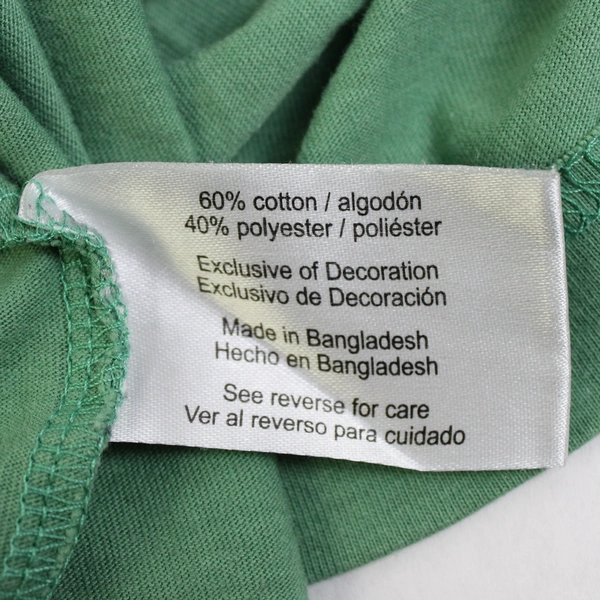 60% cotton / algodón
40% polyester / poliéster
Exclusive of Decoration
Exclusivo de Decoración
Made in Bangladesh
Hecho en Bangladesh
See reverse for care
Ver al reverso para cuidado